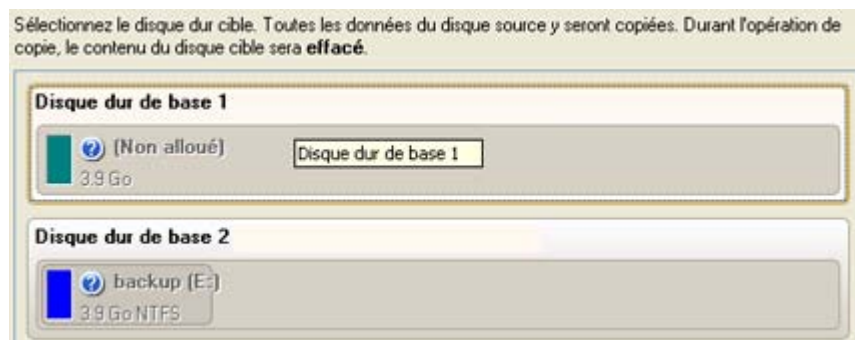 Sélectionnez le disque dur cible. Toutes les données du disque source y seront copiées. Durant l'opération de
copie, le contenu du disque cible sera effacé.
Disque dur de base 1
(Non alloué)
Disque dur de base 1
3.9 Go
Disque dur de base 2
backup (E:)
3.9 Go NTFS